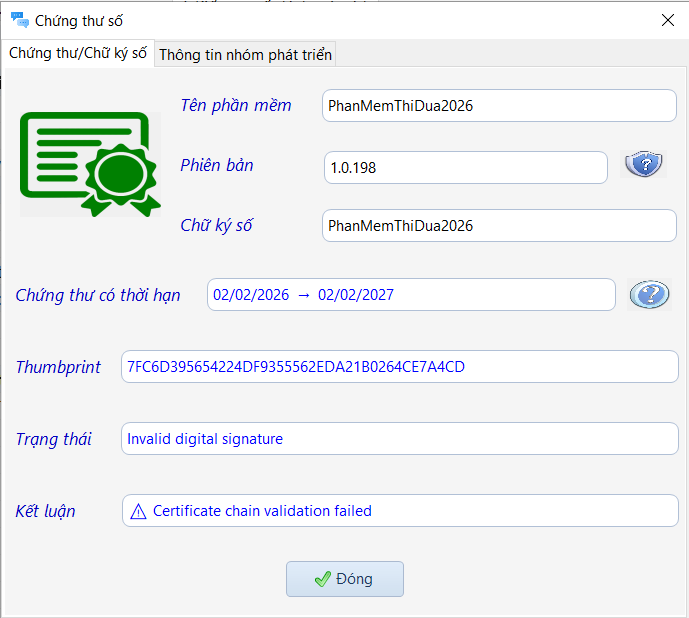 Chứng thư số
Chứng thư/Chữ ký số
Thông tin nhóm phát triển
Tên phần mềm
PhanMemThiDua2026
Phiên bản
1.0.198
Chữ ký số
PhanMemThiDua2026
Chứng thư có thời hạn
02/02/2026 → 02/02/2027
Thumbprint
7FC6D395654224DF9355562EDA21B0264CE7A4CD
Trạng thái
Invalid digital signature
Kết luận
⚠ Certificate chain validation failed
Đóng